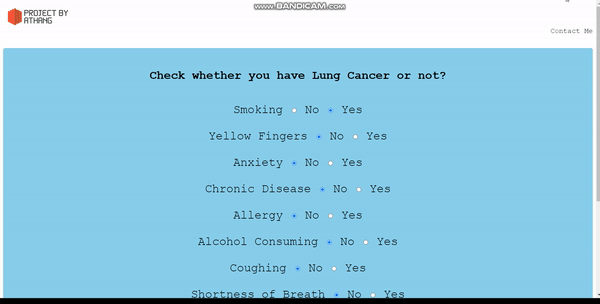 www.BANDICAM.com
PROJECT BY
ATHANG
Contact Me
Check whether you have Lung Cancer or not?
Smoking No Yes
Yellow Fingers No Yes
Anxiety No Yes
Chronic Disease No Yes
Allergy No Yes
Alcohol Consuming No Yes
Coughing No Yes
Shortness of Breath No Yes